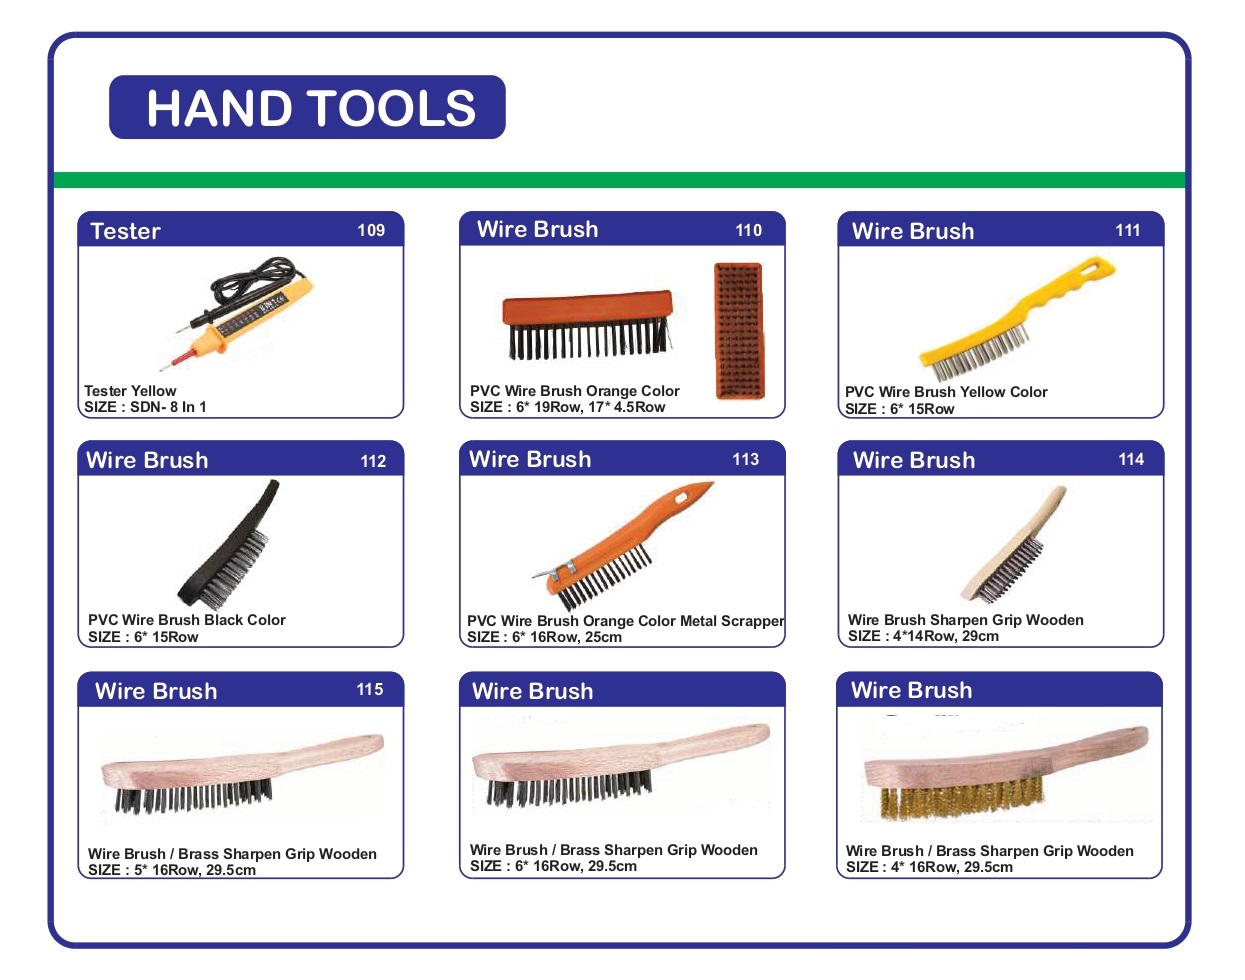 HAND TOOLS
Tester 109
Tester Yellow
SIZE : SDN- 8 In 1
Wire Brush 110
PVC Wire Brush Orange Color
SIZE : 6* 19Row, 17* 4.5Row
Wire Brush 111
PVC Wire Brush Yellow Color
SIZE : 6* 15Row
Wire Brush 112
PVC Wire Brush Black Color
SIZE : 6* 15Row
Wire Brush 113
PVC Wire Brush Orange Color Metal Scrapper
SIZE : 6* 16Row, 25cm
Wire Brush 114
Wire Brush Sharpen Grip Wooden
SIZE : 4*14Row, 29cm
Wire Brush 115
Wire Brush / Brass Sharpen Grip Wooden
SIZE : 5* 16Row, 29.5cm
Wire Brush
Wire Brush / Brass Sharpen Grip Wooden
SIZE : 6* 16Row, 29.5cm
Wire Brush
Wire Brush / Brass Sharpen Grip Wooden
SIZE : 4* 16Row, 29.5cm